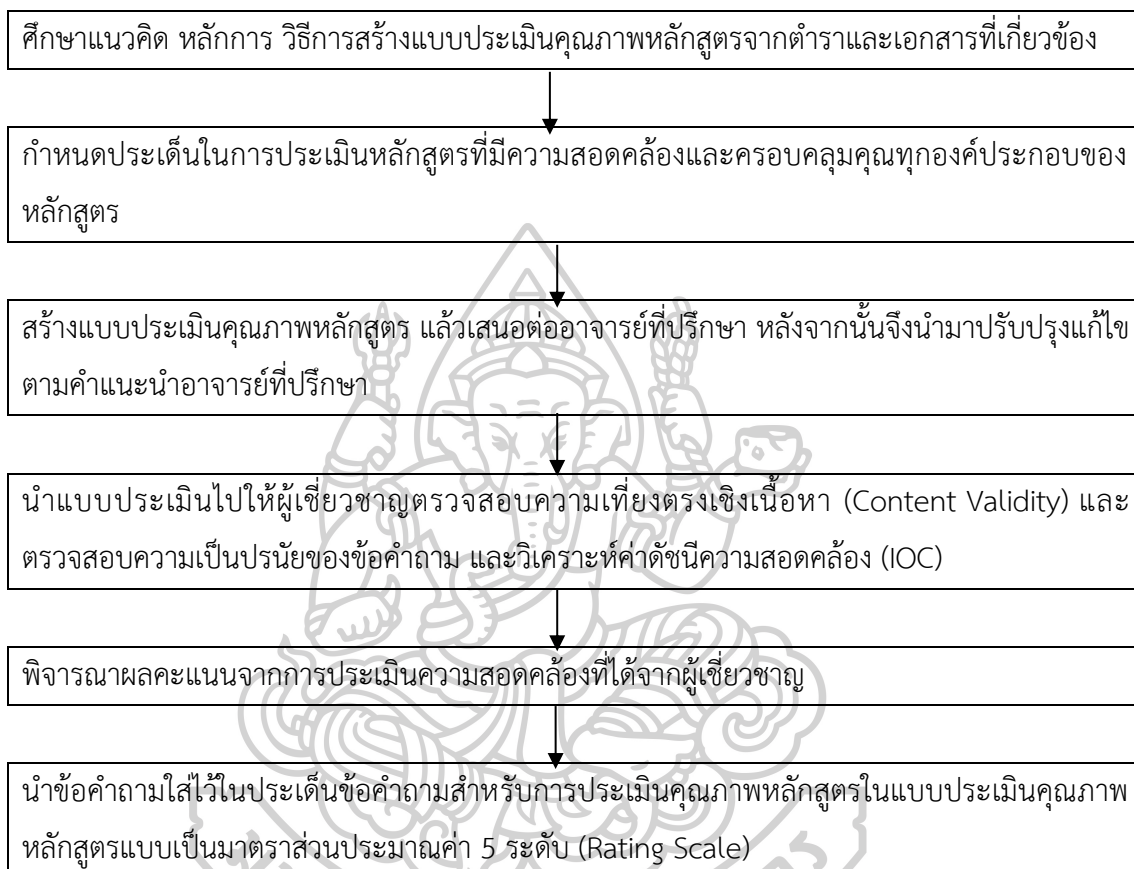 ศึกษาแนวคิด หลักการ วิธีการสร้างแบบประเมินคุณภาพหลักสูตรจากตำราและเอกสารที่เกี่ยวข้อง
กำหนดประเด็นในการประเมินหลักสูตรที่มีความสอดคล้องและครอบคลุมคุณทุกองค์ประกอบของ
หลักสูตร
สร้างแบบประเมินคุณภาพหลักสูตร แล้วเสนอต่ออาจารย์ที่ปรึกษา หลังจากนั้นจึงนำมาปรับปรุงแก้ไข
ตามคำแนะนำอาจารย์ที่ปรึกษา
นำแบบประเมินไปให้ผู้เชี่ยวชาญตรวจสอบความเที่ยงตรงเชิงเนื้อหา (Content Validity) และ
ตรวจสอบความเป็นปรนัยของข้อคำถาม และวิเคราะห์ค่าดัชนีความสอดคล้อง (IOC)
พิจารณาผลคะแนนจากการประเมินความสอดคล้องที่ได้จากผู้เชี่ยวชาญ
นำข้อคำถามใส่ไว้ในประเด็นข้อคำถามสำหรับการประเมินคุณภาพหลักสูตรในแบบประเมินคุณภาพ
หลักสูตรแบบเป็นมาตราส่วนประมาณค่า 5 ระดับ (Rating Scale)